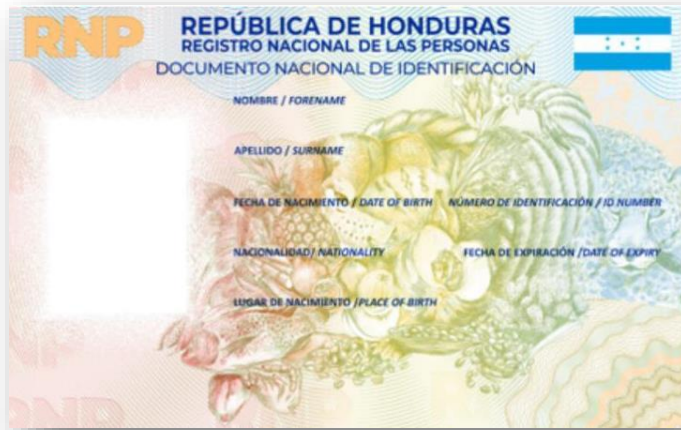 RNP
REPÚBLICA DE HONDURAS
REGISTRO NACIONAL DE LAS PERSONAS
DOCUMENTO NACIONAL DE IDENTIFICACIÓN
NOMBRE / FORENAME
APELLIDO / SURNAME
FECHA DE NACIMIENTO / DATE OF BIRTH NÚMERO DE IDENTIFICACIÓN / ID NUMBER
NACIONALIDAD/ NATIONALITY FECHA DE EXPIRACIÓN /DATE OF EXPIRY
LUGAR DE NACIMIENTO /PLACE OF BIRTH
RNP